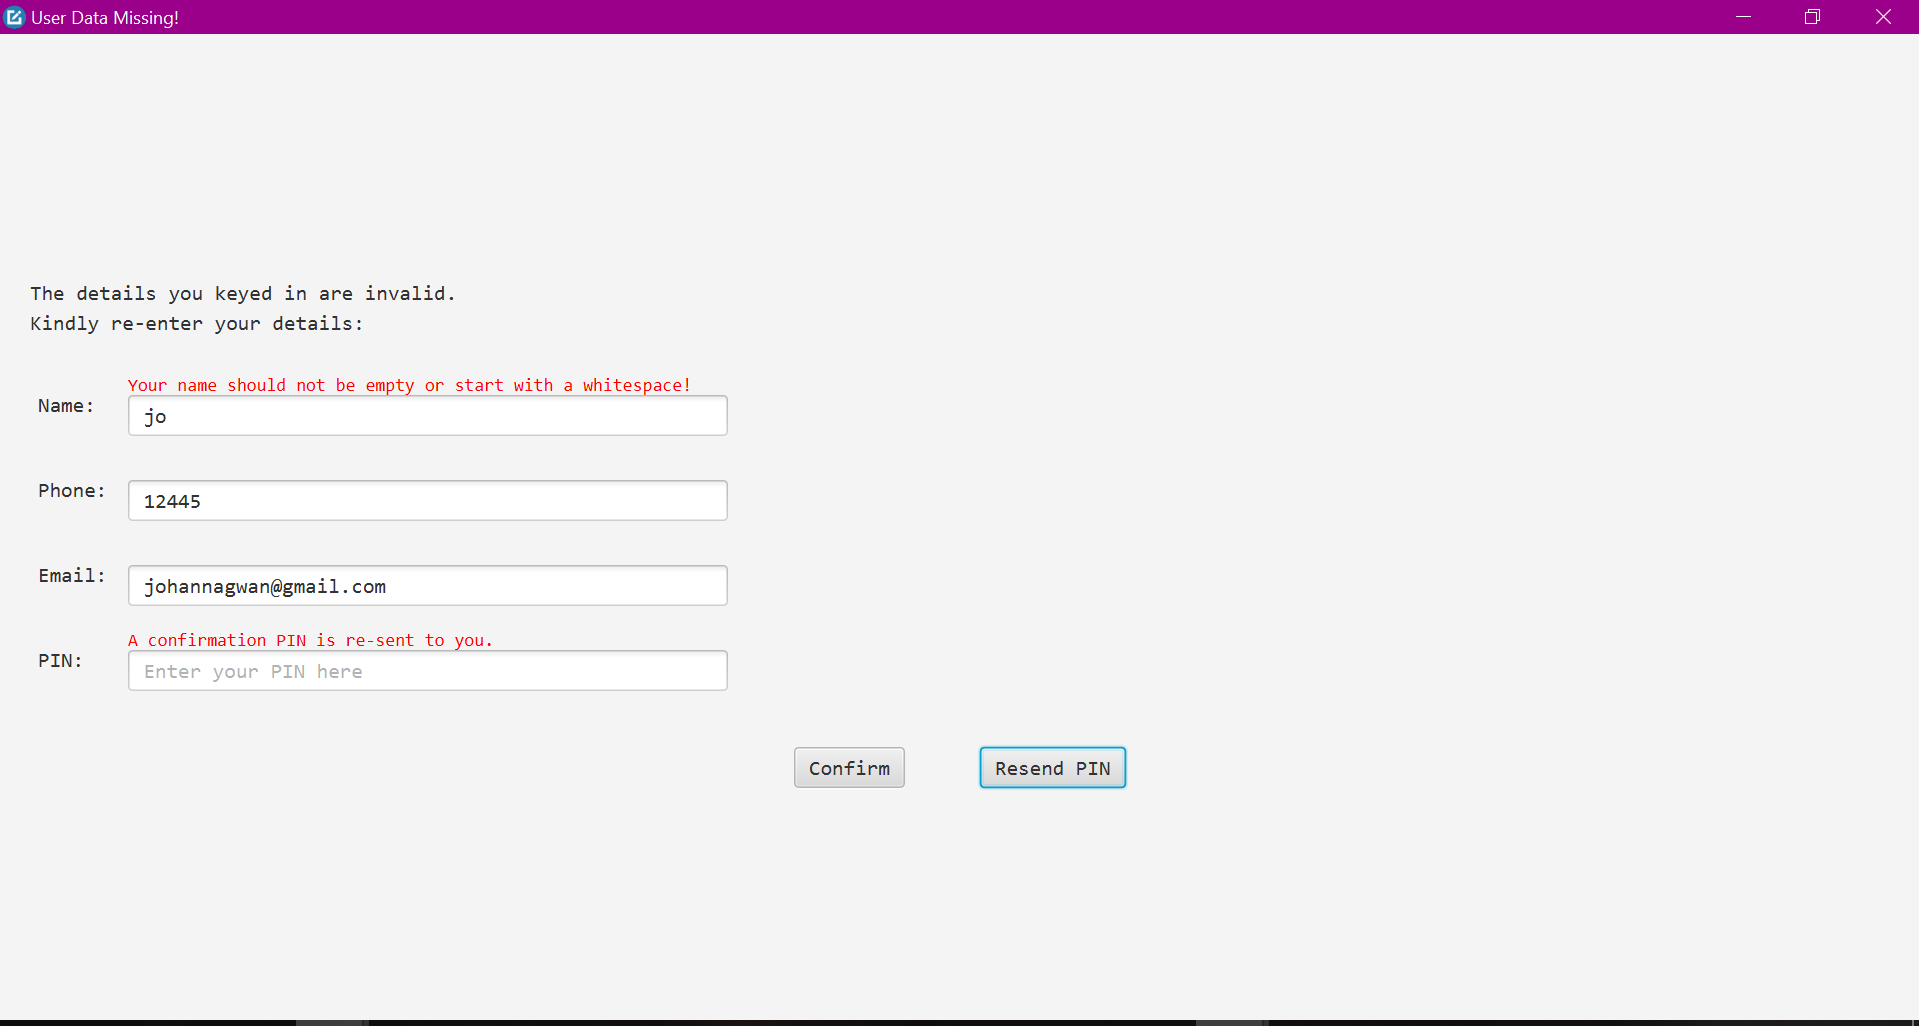 User Data Missing!
The details you keyed in are invalid.
Kindly re-enter your details:
Your name should not be empty or start with a whitespace!
Name:
jo
Phone:
12445
Email:
johannagwan@gmail.com
A confirmation PIN is re-sent to you.
PIN:
Enter your PIN here
Confirm
Resend PIN